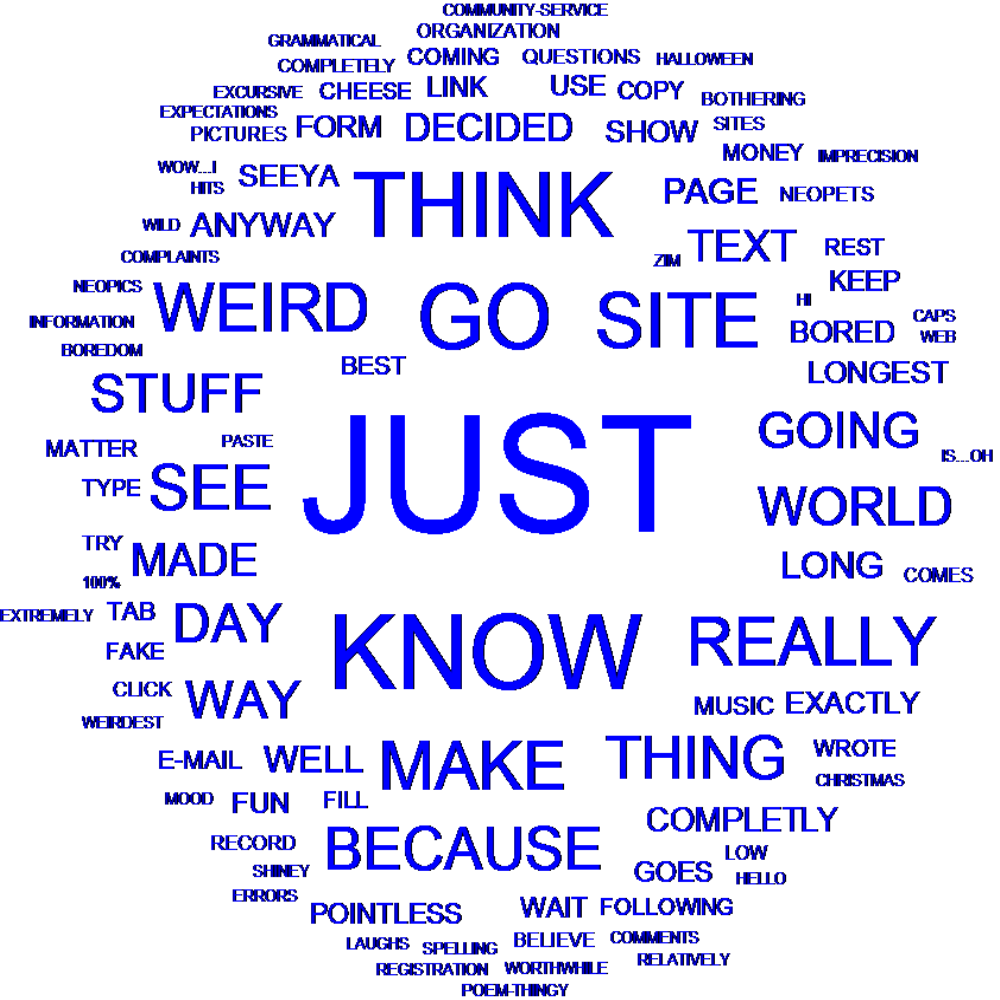 COMMUNITY-SERVICE
ORGANIZATION
GRAMMATICAL
COMPLETELY COMING QUESTIONS HALLOWEEN
EXCURSIVE CHEESE LINK USE COPY BOTHERING
EXPECTATIONS
PICTURES FORM DECIDED SHOW SITES
MONEY IMPRECISION
WOW...I
HITS SEEYA THINK PAGE NEOPETS
WILD ANYWAY
COMPLAINTS ZIM TEXT REST
NEOPICS KEEP
INFORMATION WEIRD GO SITE HI BORED CAPS
WEB
BOREDOM
BEST LONGEST
STUFF
JUST GOING
MATTER PASTE IS...OH
TYPE SEE WORLD
TRY MADE LONG COMES
100%
EXTREMELY TAB DAY KNOW REALLY
FAKE
CLICK WAY MUSIC EXACTLY
WEIRDEST
E-MAIL WELL MAKE THING WROTE
CHRISTMAS
MOOD FUN FILL COMPLETLY
RECORD BECAUSE LOW
SHINEY GOES HELLO
ERRORS
POINTLESS WAIT FOLLOWING
LAUGHS SPELLING BELIEVE COMMENTS
REGISTRATION WORTHWHILE RELATIVELY
POEM-THINGY